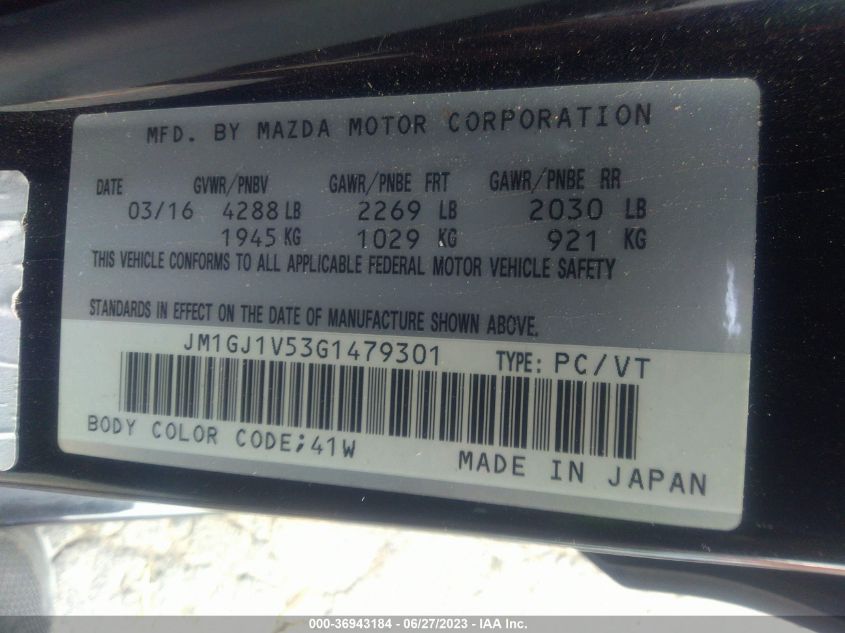 MFD. BY MAZDA MOTOR CORPORATION
DATE GVWR/PNBV GAWR/PNBE FRT GAWR/PNBE RR
03/16 4288 LB 2269 LB 2030 LB
1945 KG 1029 KG 921 KG
THIS VEHICLE CONFORMS TO ALL APPLICABLE FEDERAL MOTOR VEHICLE SAFETY
STANDARDS IN EFFECT ON THE DATE OF MANUFACTURE SHOWN ABOVE.
JM1GJ1V53G1479301 TYPE: PC/VT
BODY COLOR CODE;41W
MADE IN JAPAN
000-36943184 - 06/27/2023 - © IAA Inc.